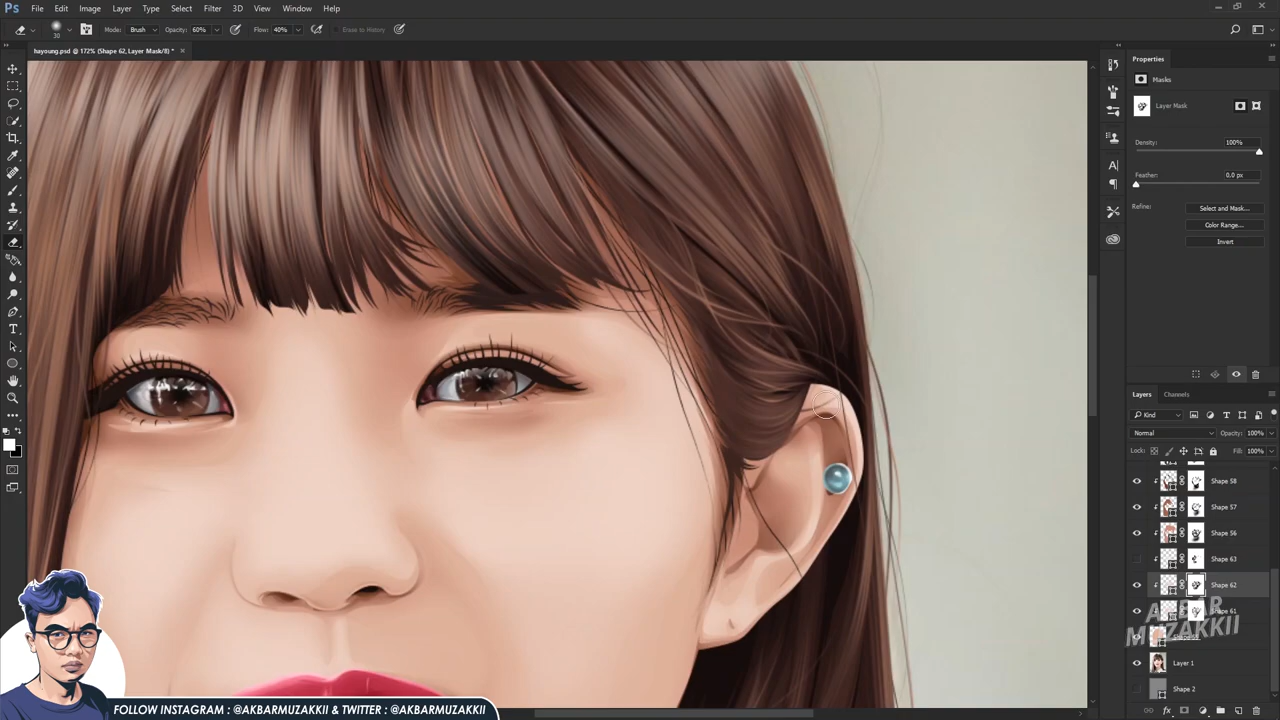 Ps File Edit Image Layer Type Select Filter 3D View Window Help
30 Mode: Brush Opacity: 60% Flow: 40% Erase to History
hayoung.psd @ 172% (Shape 62, Layer Mask/8) * ×
Properties
Masks
Layer Mask
Density: 100%
Feather: 0.0 px
Refine: Select and Mask...
Color Range...
Invert
Layers Channels
Kind
Normal Opacity: 100%
Lock: Fill: 100%
Shape 58
Shape 57
Shape 56
Shape 63
Shape 62
Shape 61
AKBAR
MUZAKKII
Layer 1
Shape 2
FOLLOW INSTAGRAM : @AKBARMUZAKKII & TWITTER : @AKBARMUZAKKII